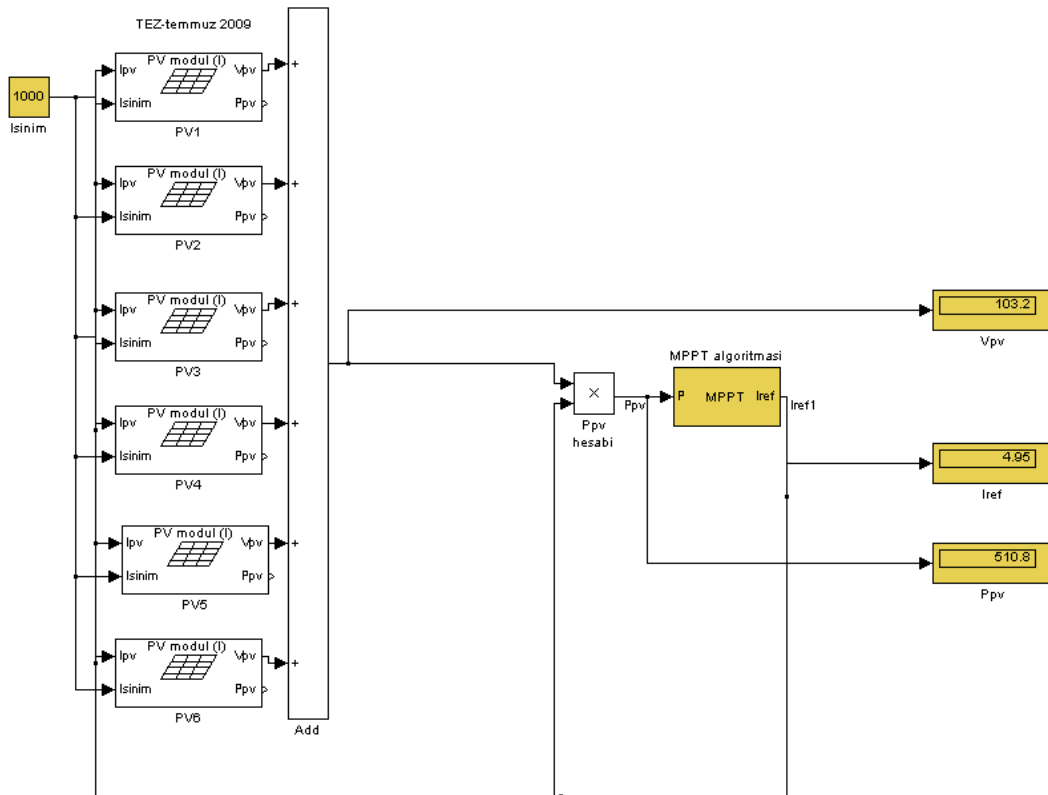 TEZ-temmuz 2009
1000
Isinim
PV modul (I)
Ipv
Vpv
Isinim
Ppv
PV1
+
PV modul (I)
Ipv
Vpv
Isinim
Ppv
PV2
+
PV modul (I)
Ipv
Vpv
Isinim
Ppv
PV3
+
PV modul (I)
Ipv
Vpv
Isinim
Ppv
PV4
+
PV modul (I)
Ipv
Vpv
Isinim
Ppv
PV5
+
PV modul (I)
Ipv
Vpv
Isinim
Ppv
PV6
+
Add
×
Ppv
hesabi
Ppv
MPPT algoritmasi
P
MPPT
Iref
Iref1
103.2
Vpv
4.95
Iref
510.8
Ppv